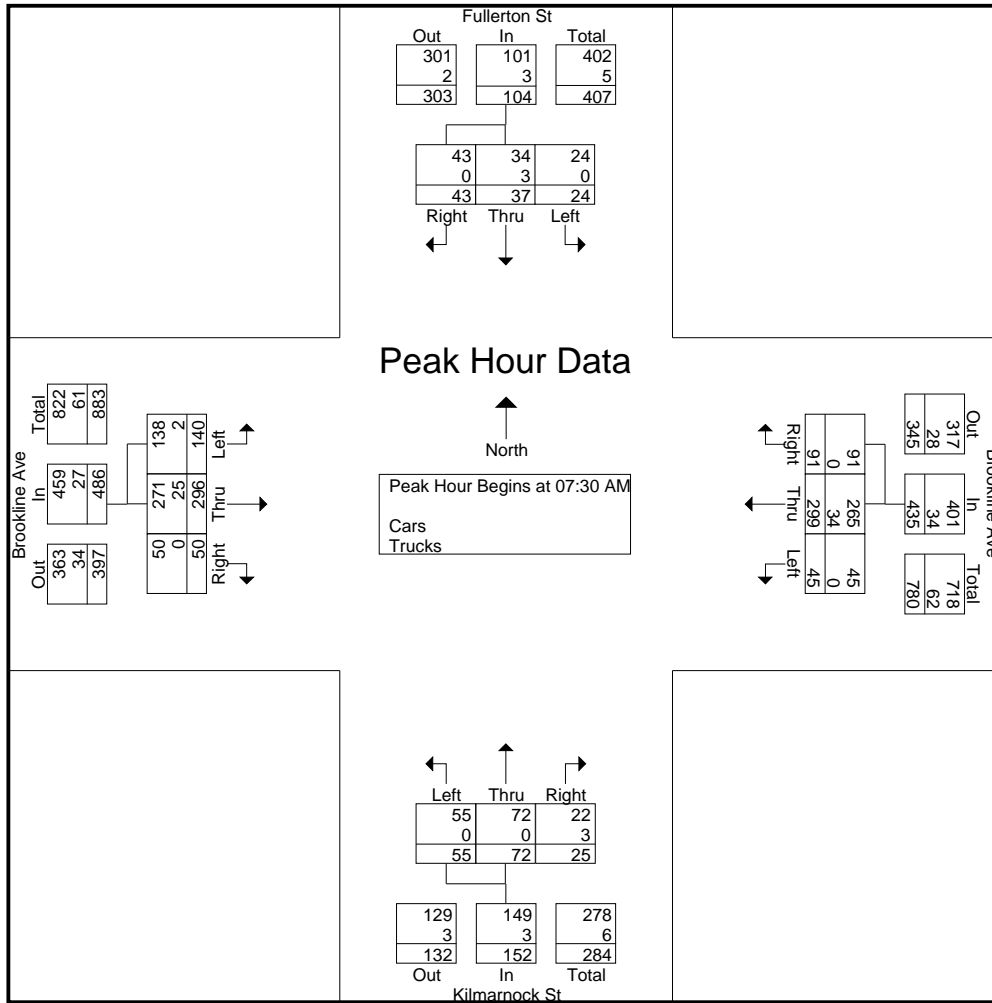 Fullerton St
Out In Total
301 101 402
2 3 5
303 104 407
43 34 24
0 3 0
43 37 24
Right Thru Left
Peak Hour Data
North
Peak Hour Begins at 07:30 AM
Cars
Trucks
Brookline Ave
Total In Out
822 459 363
61 27 34
883 486 397
138 271 50
2 25 0
140 296 50
Left Thru Right
Brookline Ave
Out In Total
317 401 718
28 34 62
345 435 780
91 265 45
0 34 0
91 299 45
Right Thru Left
Left Thru Right
55 72 22
0 0 3
55 72 25
129 149 278
3 3 6
132 152 284
Out In Total
Kilmarnock St